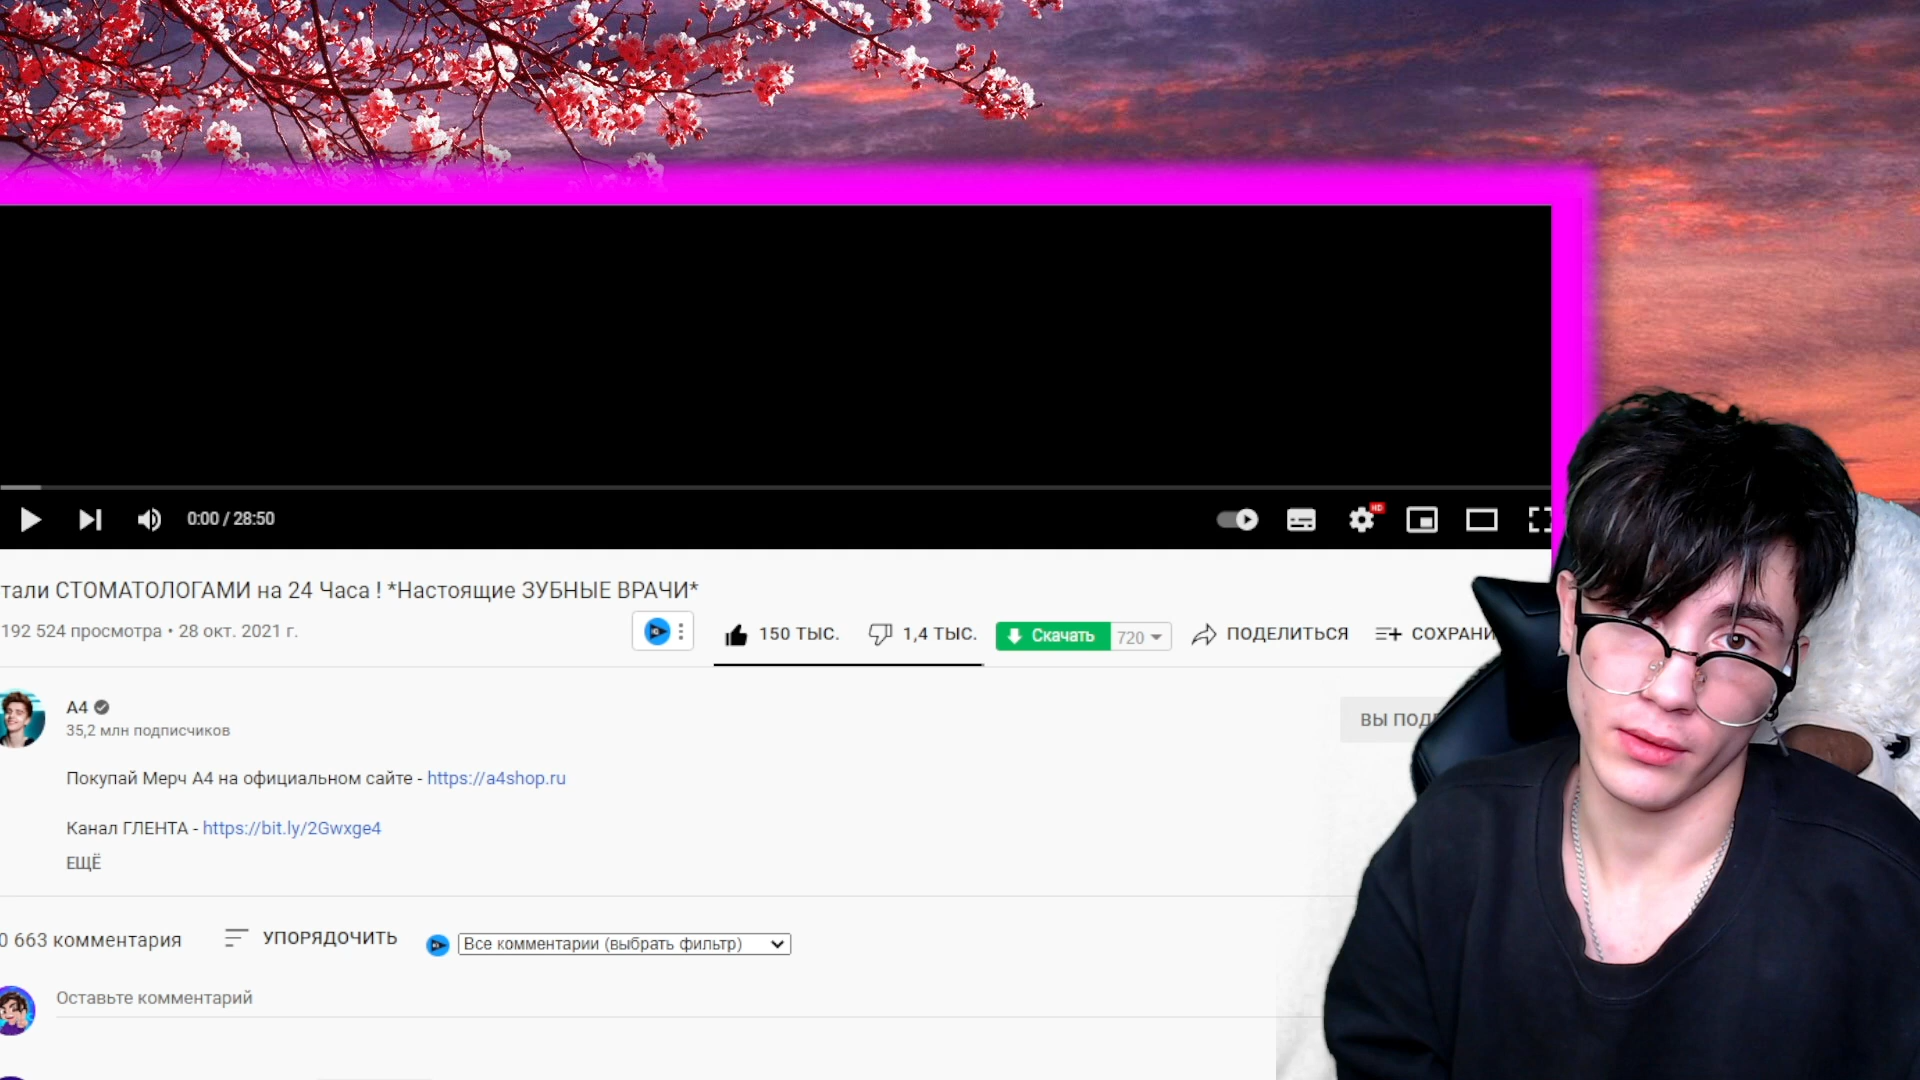 0:00 / 28:50
HD
тали СТОМАТОЛОГАМИ на 24 Часа ! *Настоящие ЗУБНЫЕ ВРАЧИ*
192 524 просмотра • 28 окт. 2021 г.
150 ТЫС.
1,4 ТЫС.
Скачать
720
ПОДЕЛИТЬСЯ
СОХРАНИ
А4
35,2 млн подписчиков
ВЫ ПОД
Покупай Мерч А4 на официальном сайте - https://a4shop.ru
Канал ГЛЕНТА - https://bit.ly/2Gwxge4
ЕЩЁ
0 663 комментария
УПОРЯДОЧИТЬ
Все комментарии (выбрать фильтр)
Оставьте комментарий